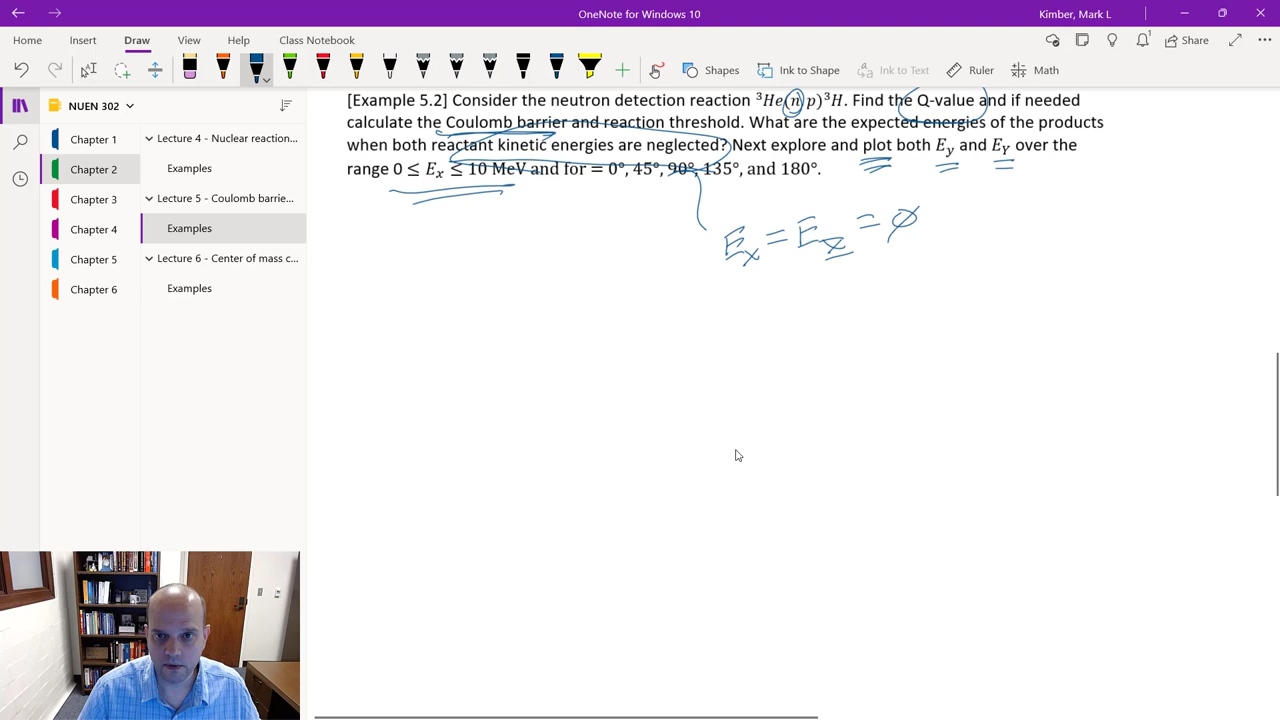 OneNote for Windows 10
Kimber, Mark L
Home Insert Draw View Help Class Notebook
Share
Shapes Ink to Shape Ink to Text Ruler Math
NUEN 302
Chapter 1
Chapter 2
Chapter 3
Chapter 4
Chapter 5
Chapter 6
Lecture 4 - Nuclear reaction...
Examples
Lecture 5 - Coulomb barrie...
Examples
Lecture 6 - Center of mass c...
Examples
[Example 5.2] Consider the neutron detection reaction ³He(n, p)³H. Find the Q-value and if needed
calculate the Coulomb barrier and reaction threshold. What are the expected energies of the products
when both reactant kinetic energies are neglected? Next explore and plot both E_y and E_Y over the
range 0 ≤ E_x ≤ 10 MeV and for = 0°, 45°, 90°, 135°, and 180°.
E_x = E_X = ∅